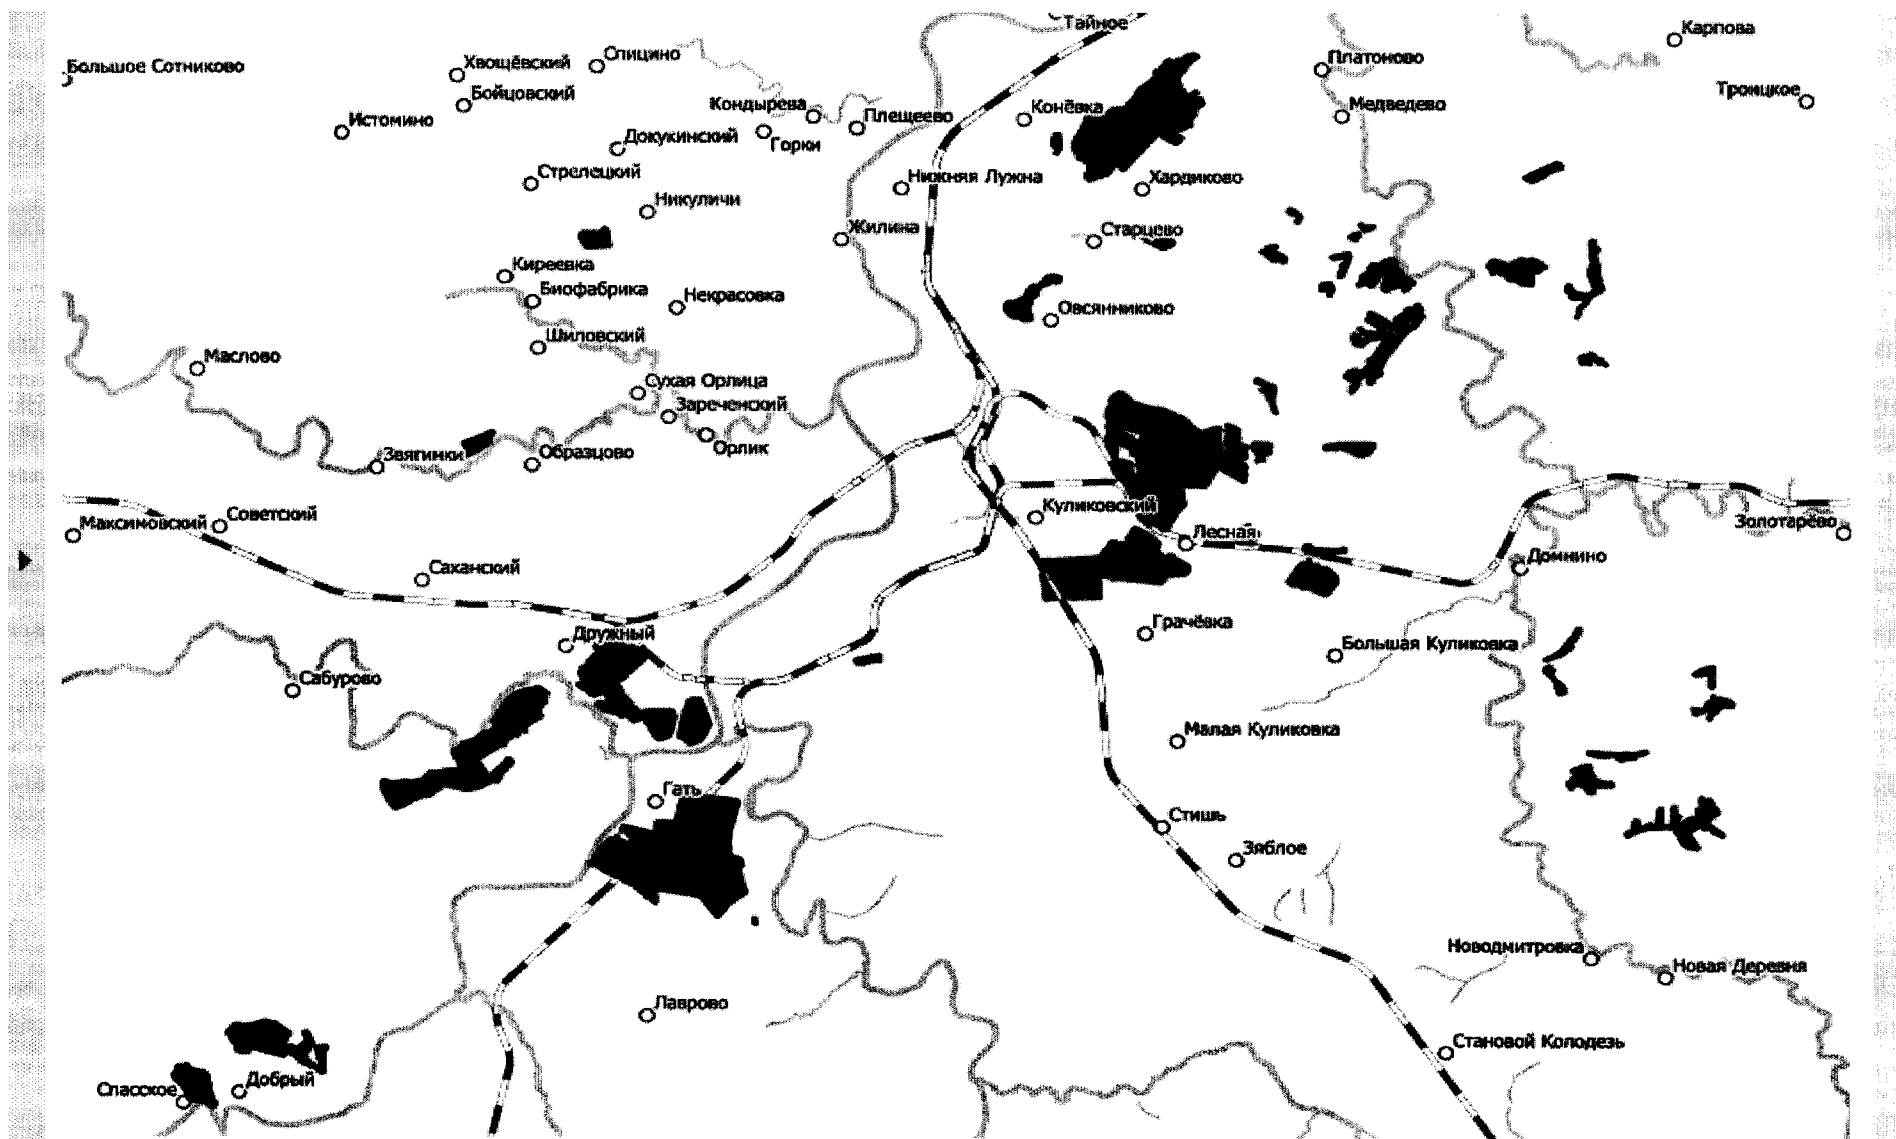 Тайное
Карпова
Спицино
Хвощёвский
Платоново
Большое Сотниково
Троицкое
Бойцовский
Кондырева
Конёвка
Медведево
Плещеево
Истомино
Докукинский
Горки
Стрелецкий
Нижняя Лужна
Хардиково
Никуличи
Жилина
Старцево
Киреевка
Биофабрика
Некрасовка
Овсянниково
Шиловский
Маслово
Сухая Орлица
Зареченский
Орлик
Звягинки
Образцово
Куликовский
Советский
Максимовский
Золотарёво
Лесная
Домнино
Саханский
Грачёвка
Дружный
Большая Куликовка
Сабурово
Малая Куликовка
Гать
Стишь
Зяблое
Новодмитровка
Новая Деревня
Лаврово
Становой Колодезь
Добрый
Спасское